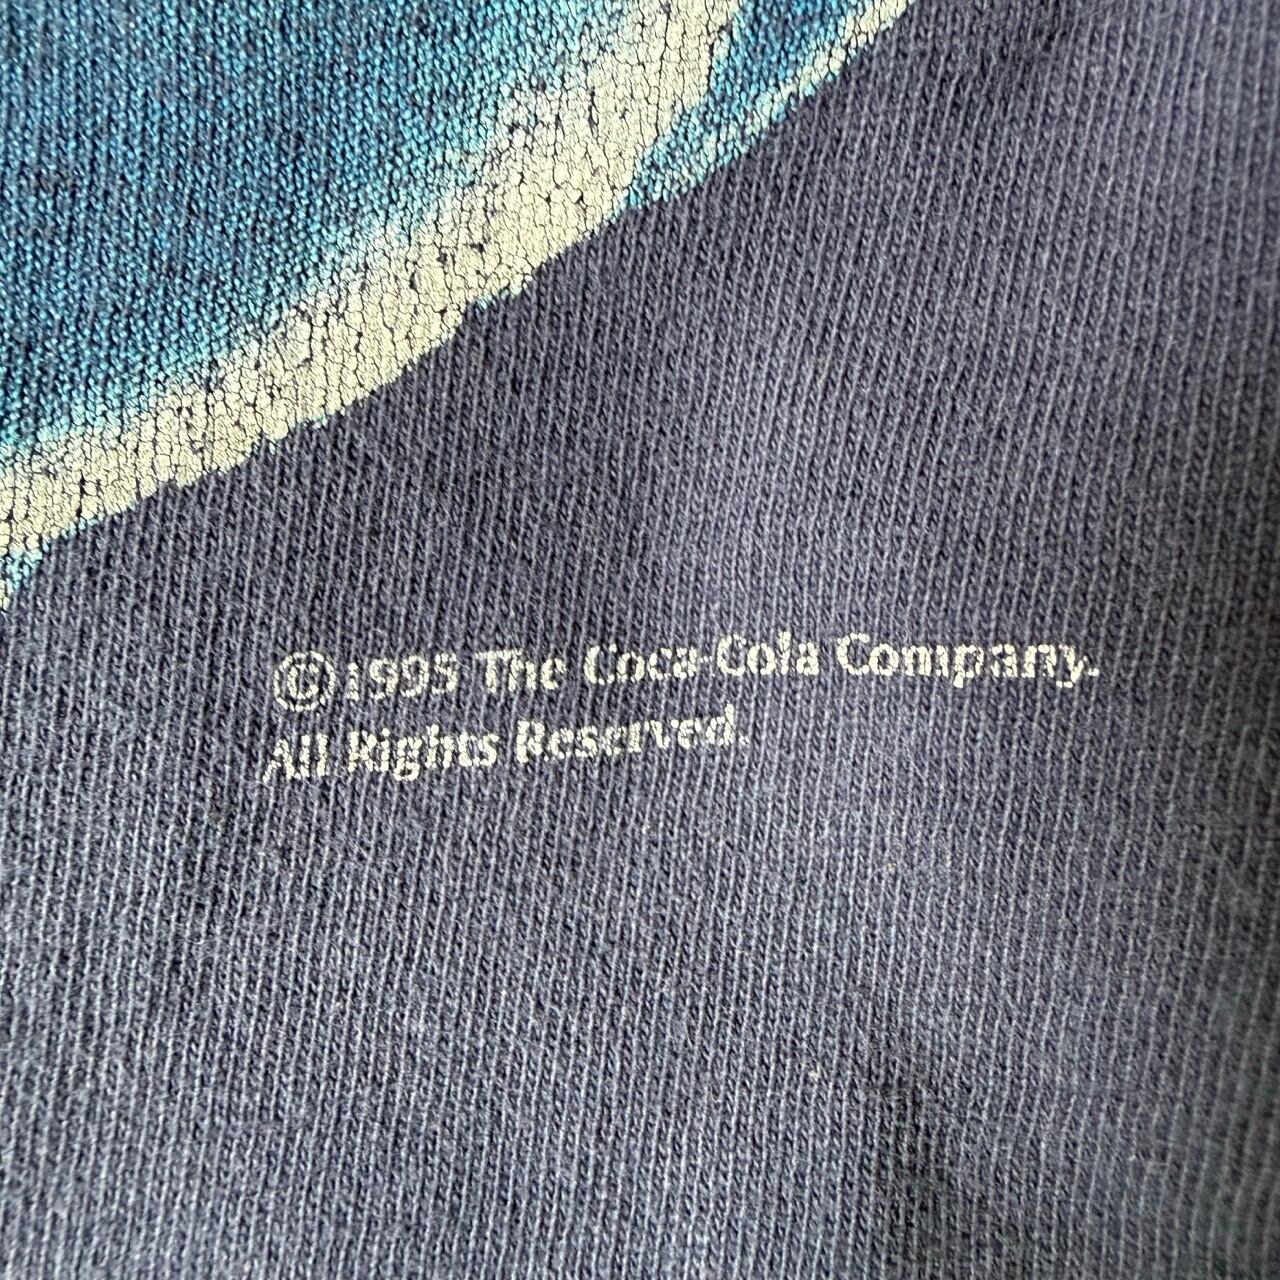 ©1995 The Coca-Cola Company.
All Rights Reserved.